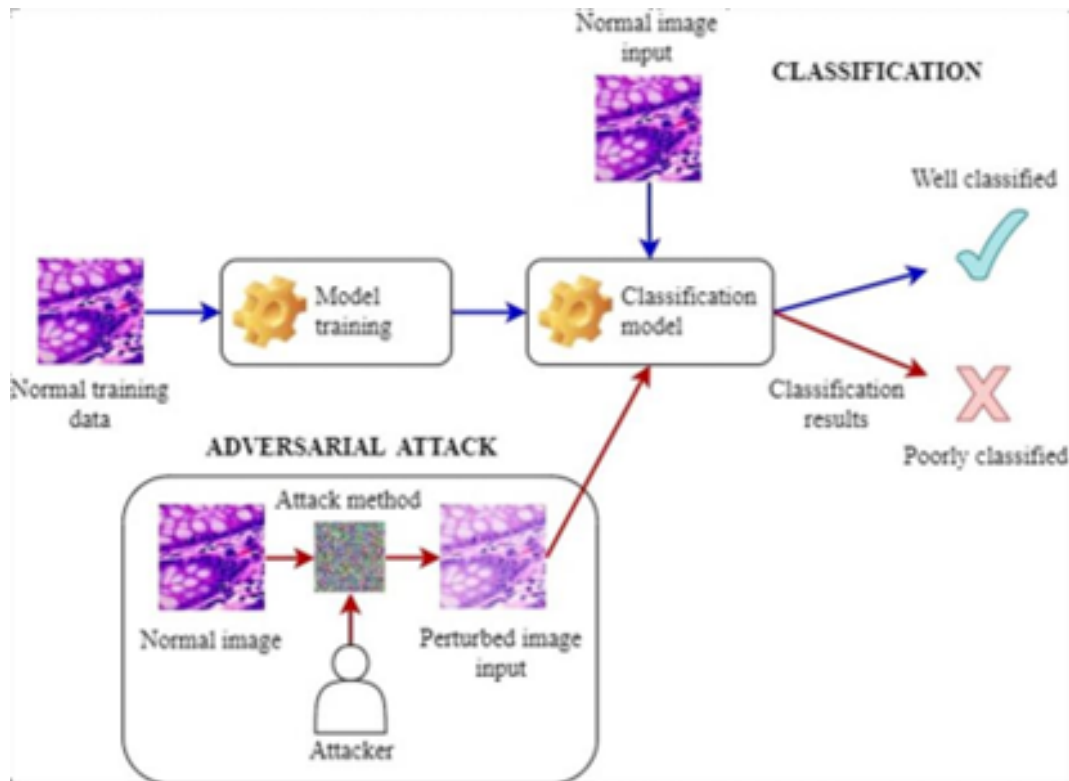 Normal image
input
CLASSIFICATION
Well classified
Model
training
Classification
model
Normal training
data
Classification
results
Poorly classified
ADVERSARIAL ATTACK
Attack method
Normal image
Perturbed image
input
Attacker